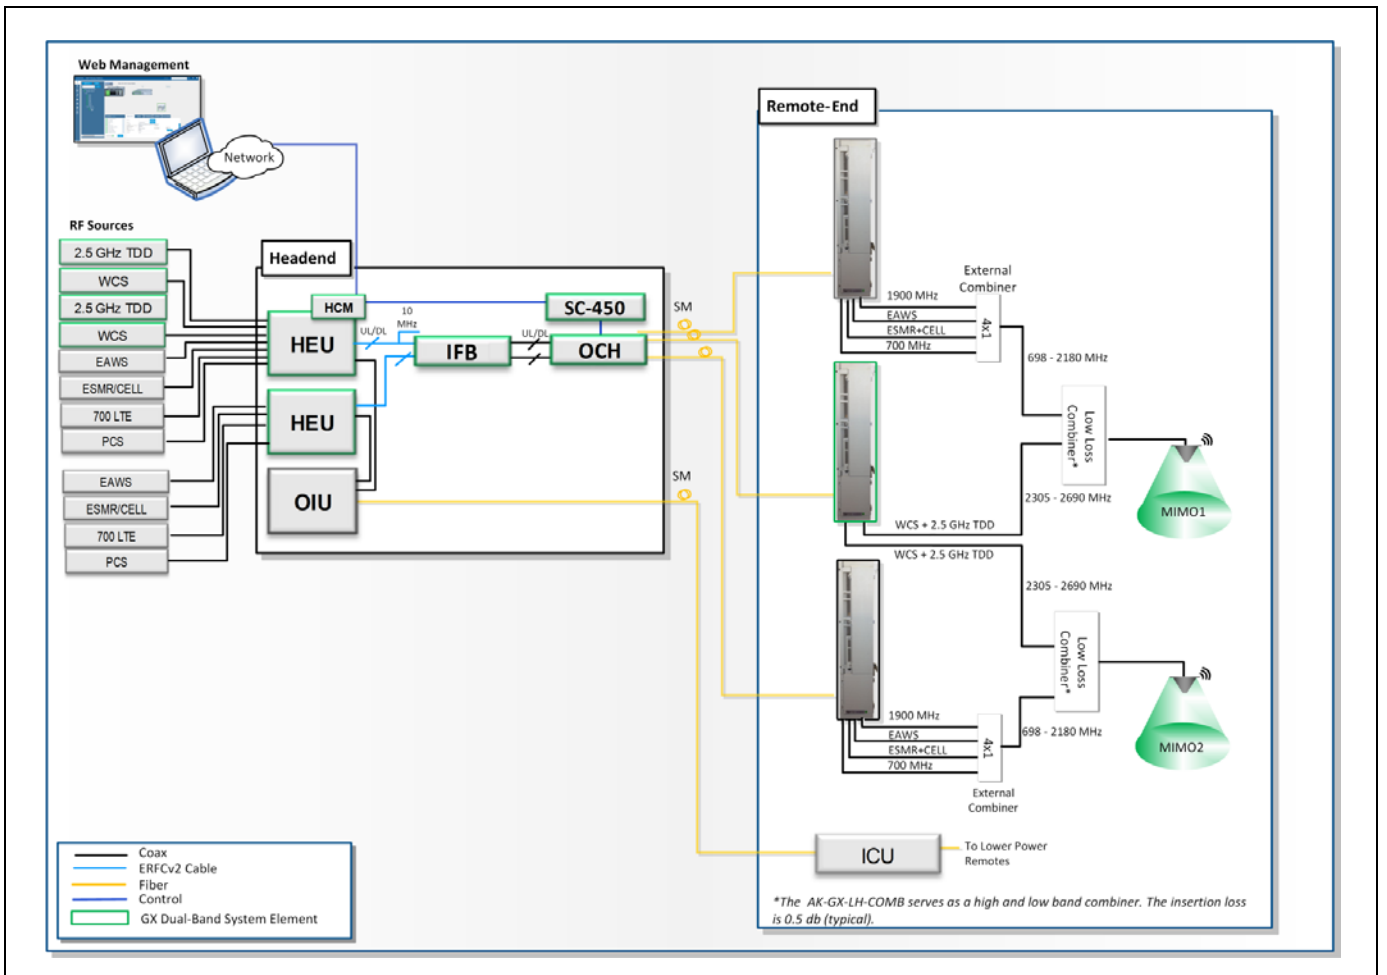 Web Management
Network
RF Sources
2.5 GHz TDD
WCS
2.5 GHz TDD
WCS
EAWS
ESMR/CELL
700 LTE
PCS
EAWS
ESMR/CELL
700 LTE
PCS
Headend
HCM
HEU
UL/DL
10
MHz
IFB
UL/DL
SC-450
OCH
HEU
OIU
SM
SM
Remote-End
1900 MHz
EAWS
ESMR+CELL
700 MHz
External
Combiner
4x1
698 - 2180 MHz
Low Loss
Combiner*
2305 - 2690 MHz
MIMO1
WCS + 2.5 GHz TDD
WCS + 2.5 GHz TDD
2305 - 2690 MHz
Low Loss
Combiner*
698 - 2180 MHz
MIMO2
1900 MHz
EAWS
ESMR+CELL
700 MHz
4x1
External
Combiner
ICU
To Lower Power
Remotes
*The AK-GX-LH-COMB serves as a high and low band combiner. The insertion loss
is 0.5 db (typical).
Coax
ERFCv2 Cable
Fiber
Control
GX Dual-Band System Element